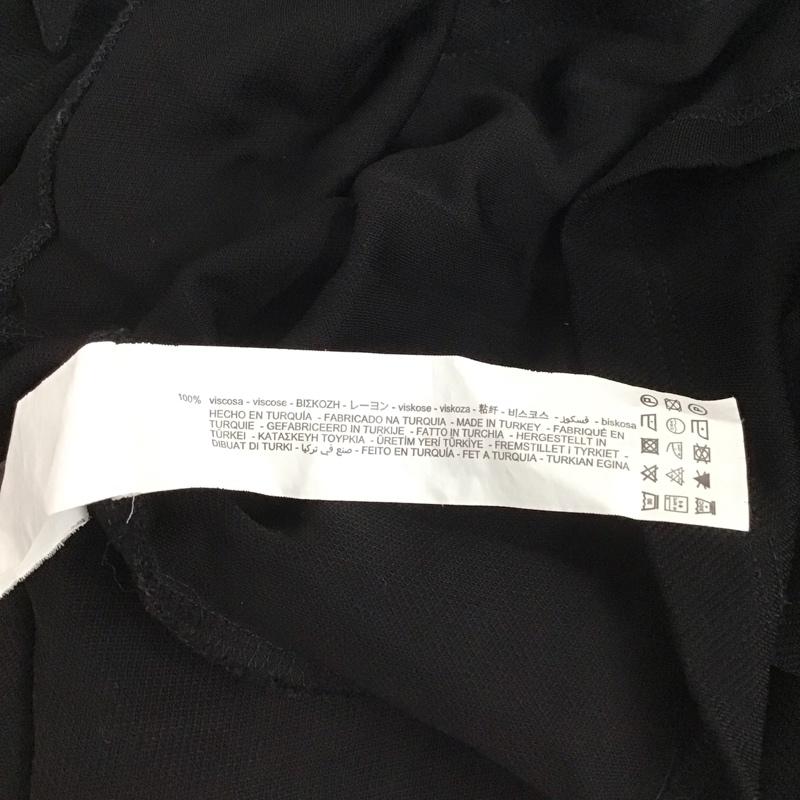 100% viscosa - viscose - ΒΙΣΚΟΖΗ - レーヨン - viskose - viskoza - 粘纤 - 비스코스 - فسكوز - biskosa
HECHO EN TURQUÍA - FABRICADO NA TURQUIA - MADE IN TURKEY - FABRIQUÉ EN
TURQUIE - GEFABRICEERD IN TURKIJE - FATTO IN TURCHIA - HERGESTELLT IN
TÜRKEI - ΚΑΤΑΣΚΕΥΗ ΤΟΥΡΚΙΑ - ÜRETİM YERİ TÜRKİYE - FREMSTILLET i TYRKIET -
DIBUAT DI TURKI - صنع في تركيا - FEITO EN TURQUÍA - FET A TURQUIA - TURKIAN EGINA